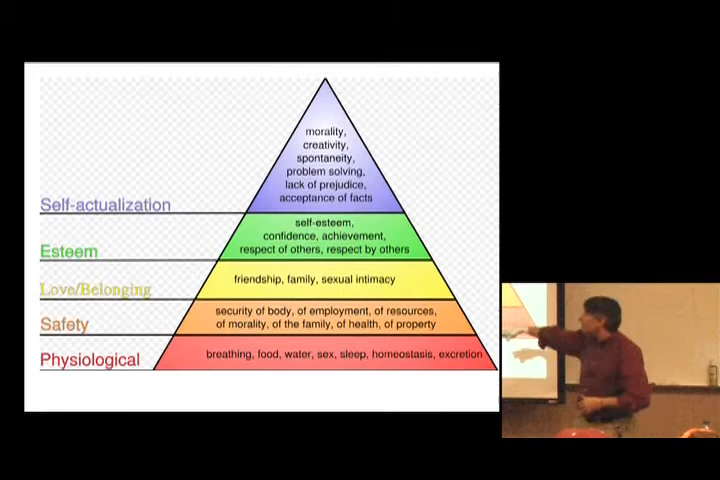 morality,
creativity,
spontaneity,
problem solving,
lack of prejudice,
acceptance of facts
Self-actualization
self-esteem,
confidence, achievement,
respect of others, respect by others
Esteem
friendship, family, sexual intimacy
Love/Belonging
security of body, of employment, of resources,
of morality, of the family, of health, of property
Safety
breathing, food, water, sex, sleep, homeostasis, excretion
Physiological